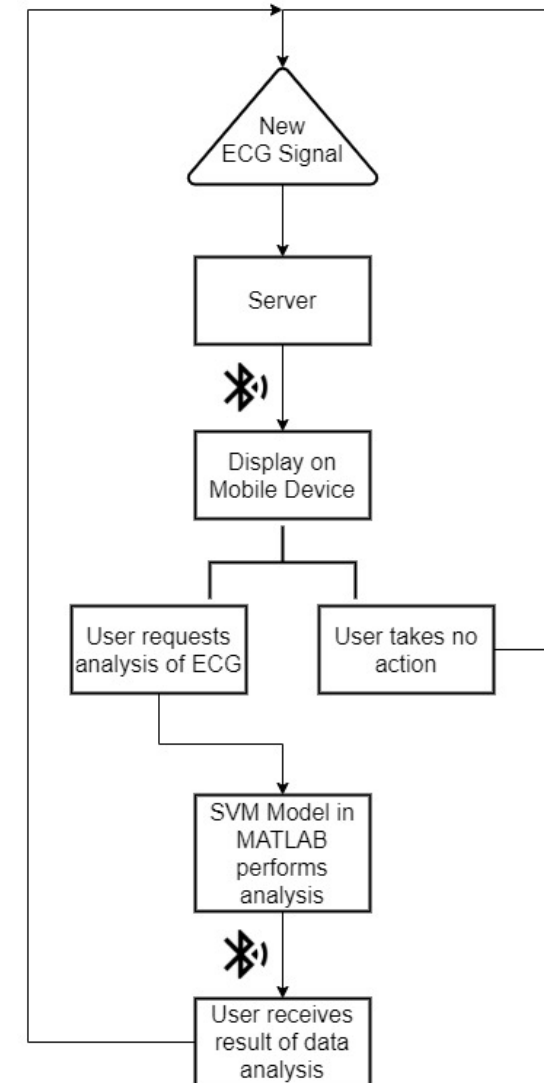 New
ECG Signal
Server
Display on
Mobile Device
User requests
analysis of ECG
User takes no
action
SVM Model in
MATLAB
performs
analysis
User receives
result of data
analysis